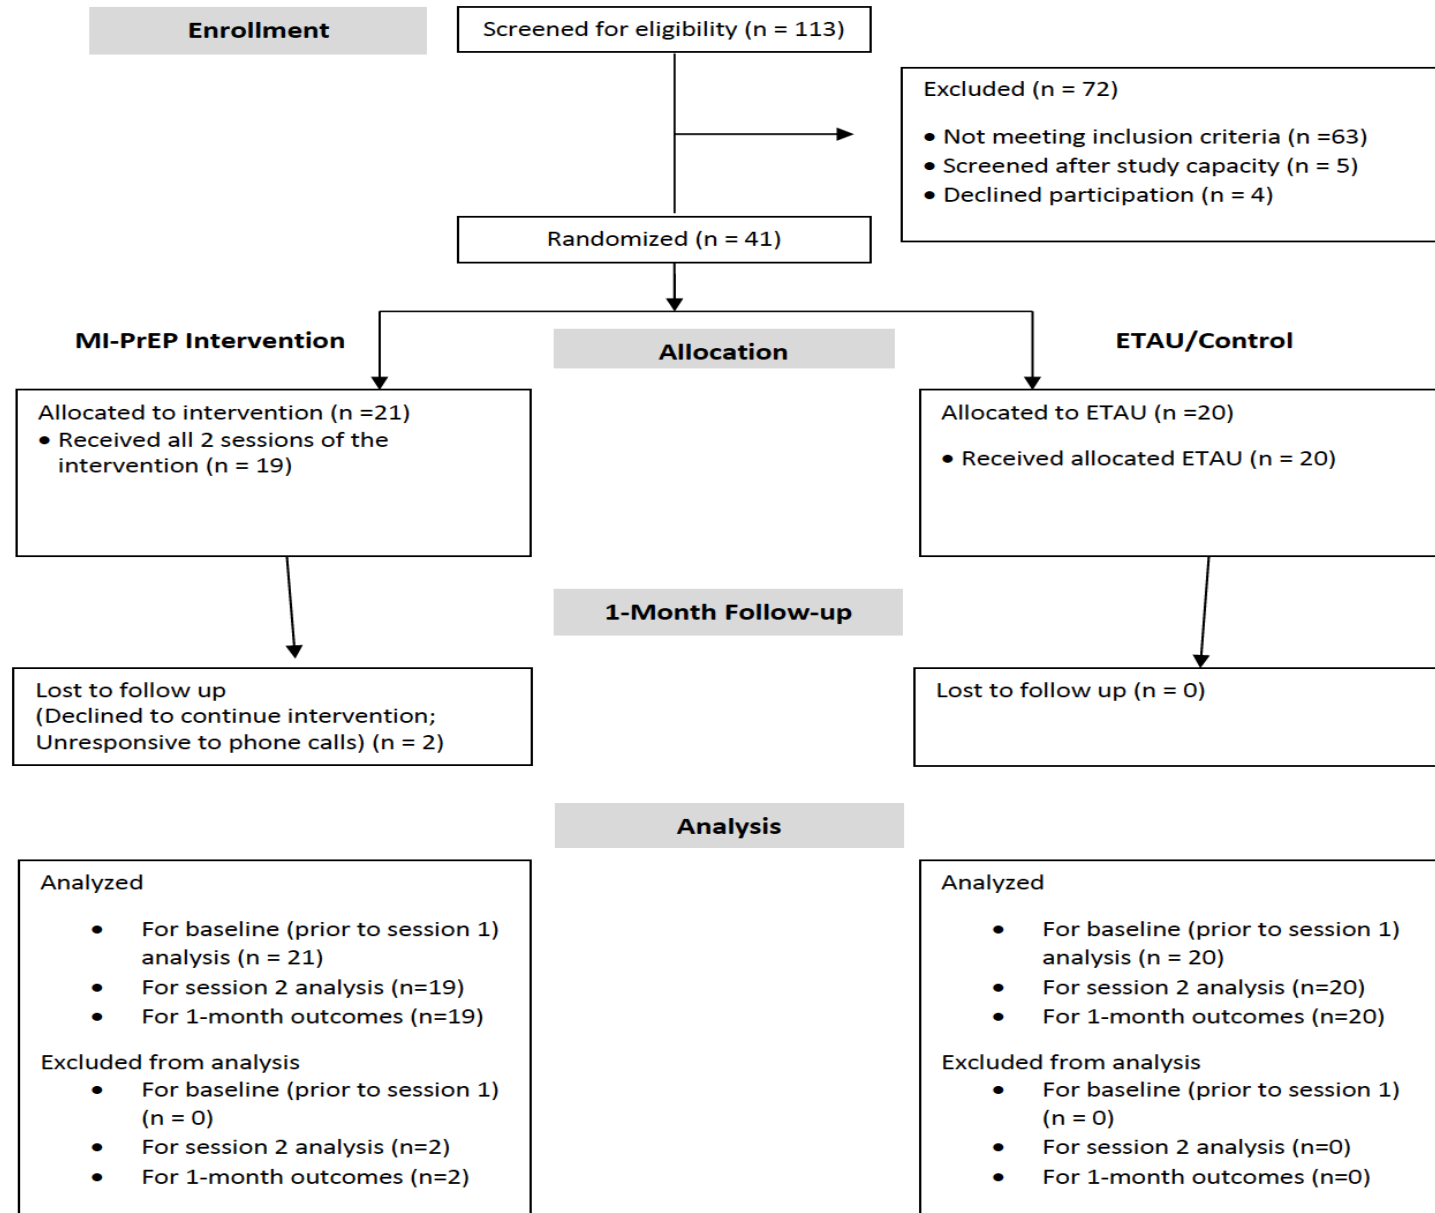 Enrollment
Screened for eligibility (n = 113)
Excluded (n = 72)
• Not meeting inclusion criteria (n =63)
• Screened after study capacity (n = 5)
• Declined participation (n = 4)
Randomized (n = 41)
MI-PrEP Intervention
Allocation
ETAU/Control
Allocated to intervention (n =21)
• Received all 2 sessions of the
intervention (n = 19)
Allocated to ETAU (n =20)
• Received allocated ETAU (n = 20)
1-Month Follow-up
Lost to follow up
(Declined to continue intervention;
Unresponsive to phone calls) (n = 2)
Lost to follow up (n = 0)
Analysis
Analyzed
• For baseline (prior to session 1)
analysis (n = 21)
• For session 2 analysis (n=19)
• For 1-month outcomes (n=19)
Excluded from analysis
• For baseline (prior to session 1)
(n = 0)
• For session 2 analysis (n=2)
• For 1-month outcomes (n=2)
Analyzed
• For baseline (prior to session 1)
analysis (n = 20)
• For session 2 analysis (n=20)
• For 1-month outcomes (n=20)
Excluded from analysis
• For baseline (prior to session 1)
(n = 0)
• For session 2 analysis (n=0)
• For 1-month outcomes (n=0)